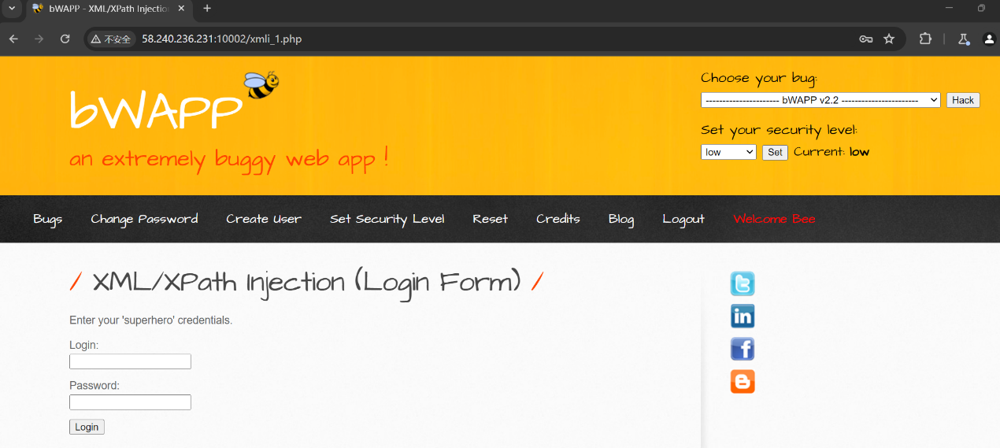 bWAPP - XML/XPath Injection
不安全
58.240.236.231:10002/xmli_1.php
bWAPP
an extremely buggy web app !
Choose your bug:
---------------------- bWAPP v2.2 -----------------------
Hack
Set your security level:
low
Set
Current: low
Bugs
Change Password
Create User
Set Security Level
Reset
Credits
Blog
Logout
Welcome Bee
/ XML/XPath Injection (Login Form) /
Enter your 'superhero' credentials.
Login:
Password:
Login